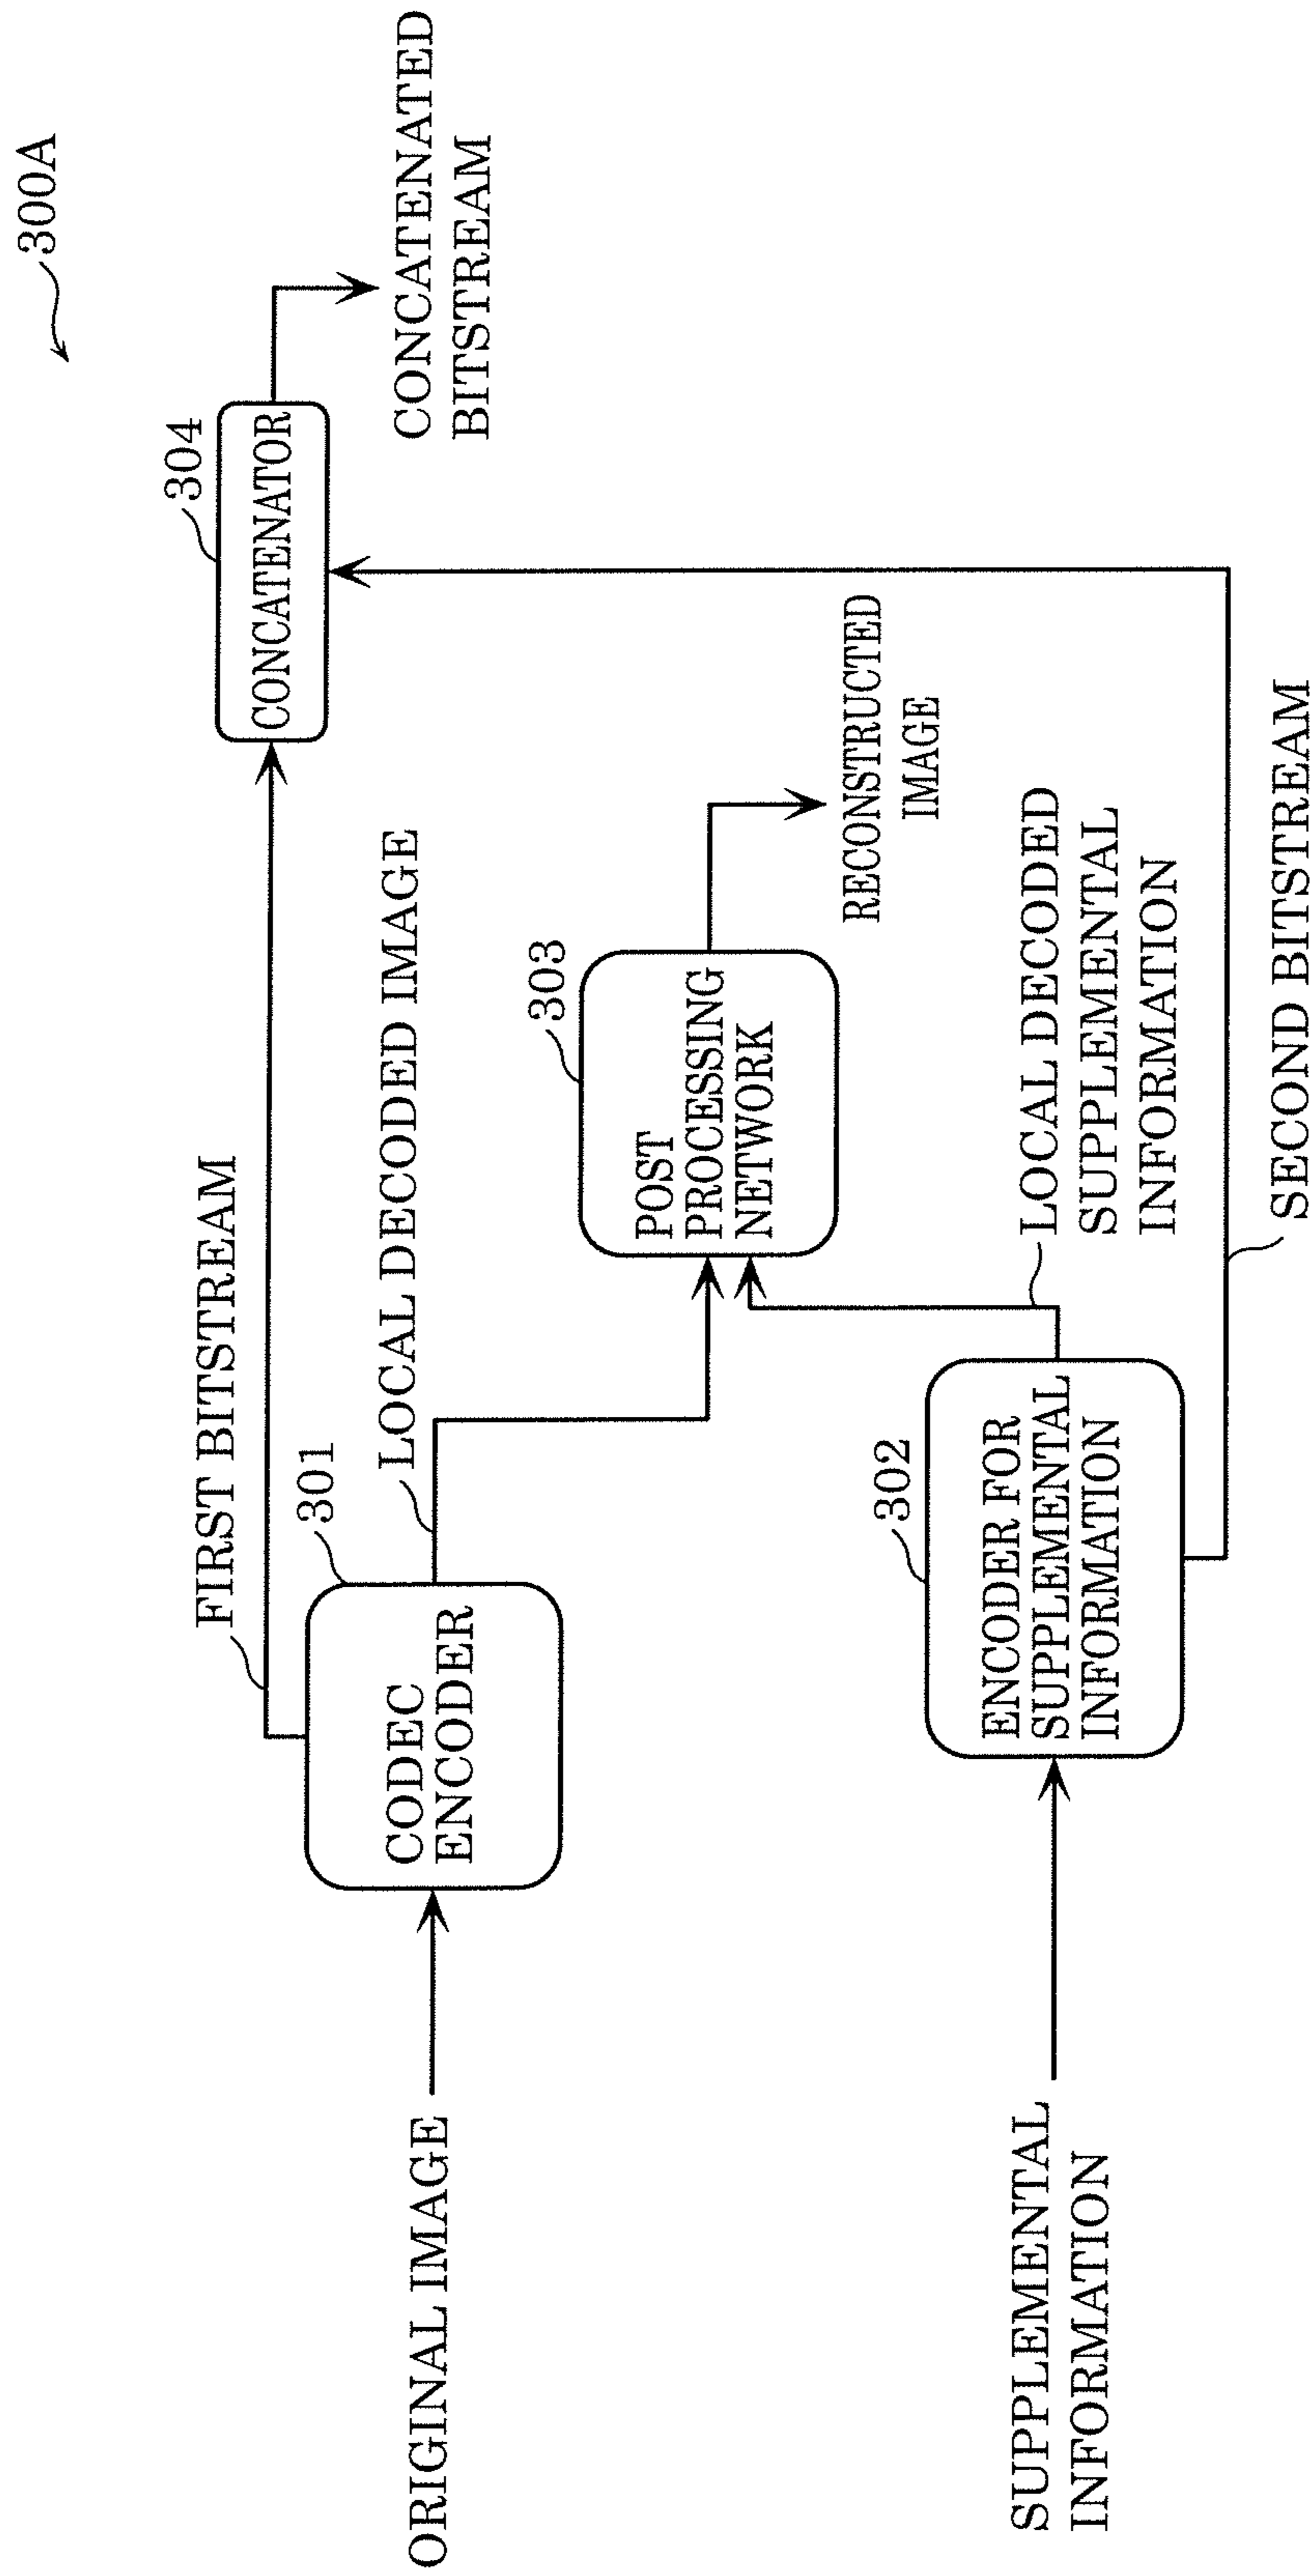 300A
FIRST BITSTREAM
304
CONCATENATOR
CONCATENATED
BITSTREAM
301
CODEC
ENCODER
LOCAL DECODED IMAGE
ORIGINAL IMAGE
303
POST
PROCESSING
NETWORK
RECONSTRUCTED
IMAGE
302
ENCODER FOR
SUPPLEMENTAL
INFORMATION
LOCAL DECODED
SUPPLEMENTAL
INFORMATION
SUPPLEMENTAL
INFORMATION
SECOND BITSTREAM